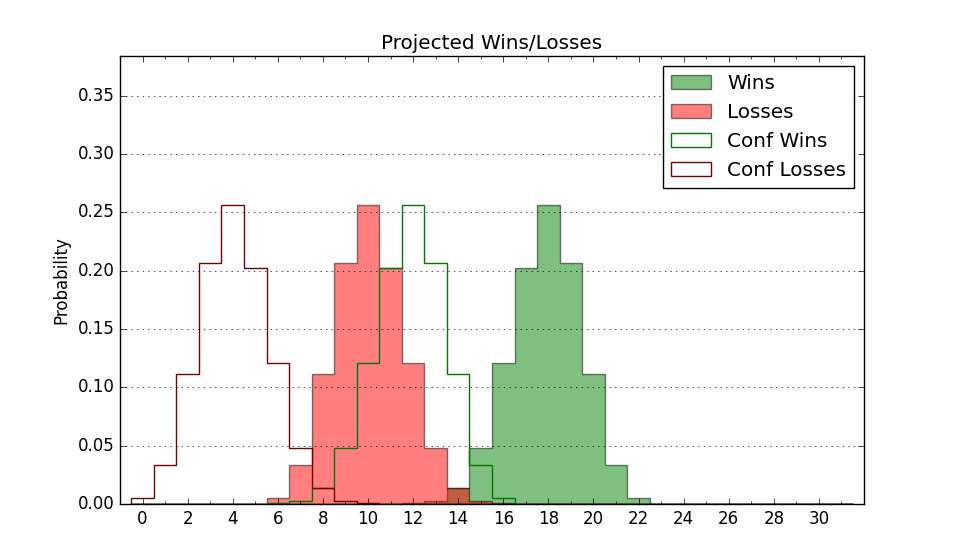 Projected Wins/Losses
Wins
Losses
Conf Wins
Conf Losses
Probability
0.35
0.30
0.25
0.20
0.15
0.10
0.05
0.00
0 2 4 6 8 10 12 14 16 18 20 22 24 26 28 30